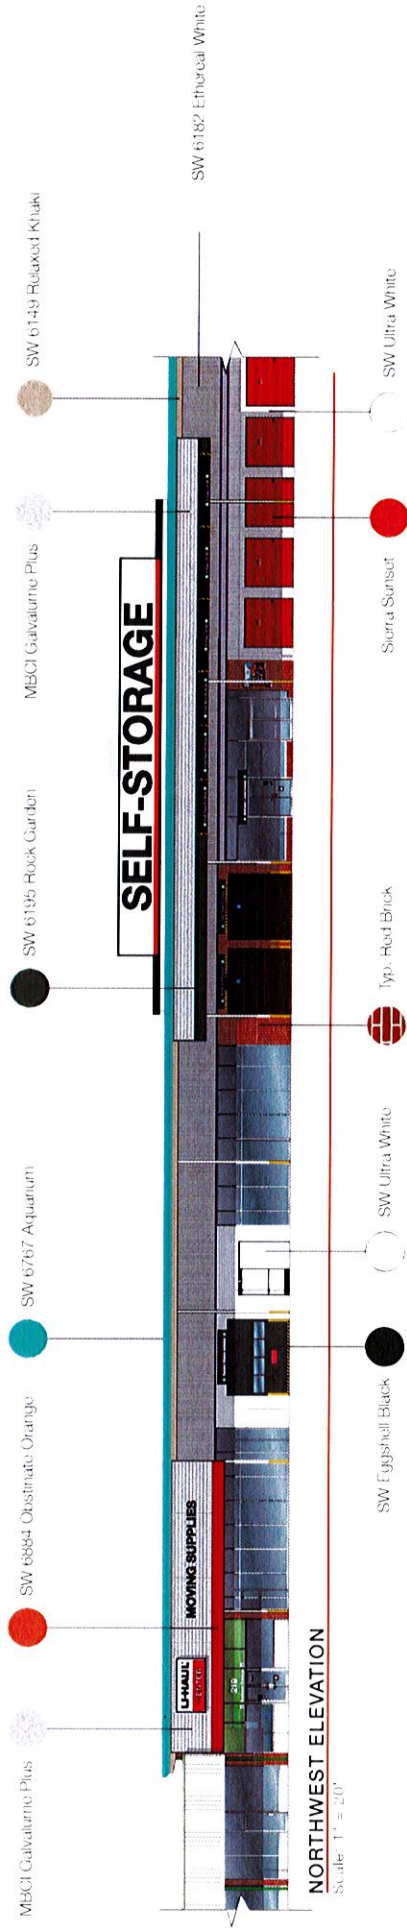 MBCI Galvalume Plus
SW 6884 Obstinate Orange
SW 6767 Aquarium
SW 6195 Rock Garden
MBCI Galvalume Plus
SW 6149 Relaxed Khaki
SW 6182 Ethereal White
SELF-STORAGE
U-HAUL
MOVING SUPPLIES
219
SW Eggshell Black
SW Ultra White
Typ. Red Brick
Sierra Sunset
SW Ultra White
NORTHWEST ELEVATION
Scale: 1" = 20'